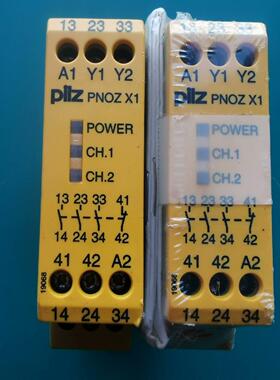 13 23 33
A1 Y1 Y2
pilz PNOZ X1
POWER
CH.1
CH.2
13 23 33 41
14 24 34 42
19068
41 42 A2
14 24 34
13 23 33
A1 Y1 Y2
pilz PNOZ X1
POWER
CH.1
CH.2
13 23 33 41
14 24 34 42
19068
41 42 A2
14 24 34